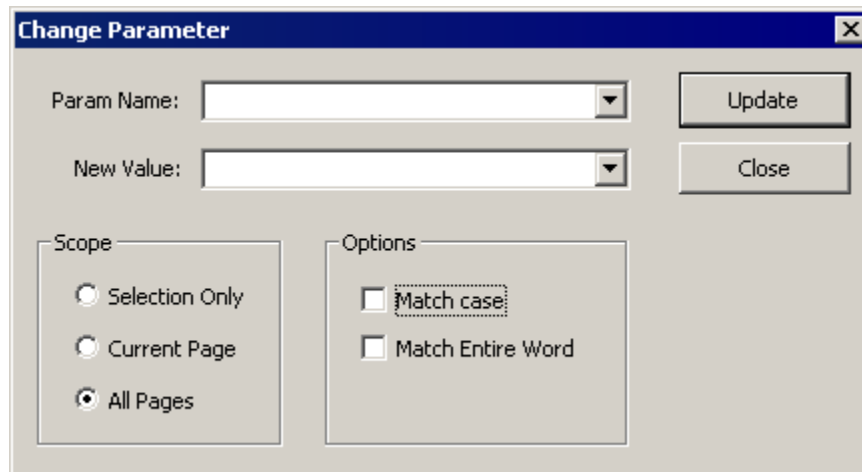 Change Parameter
Param Name:
Update
New Value:
Close
Scope
Selection Only
Current Page
All Pages
Options
Match case
Match Entire Word